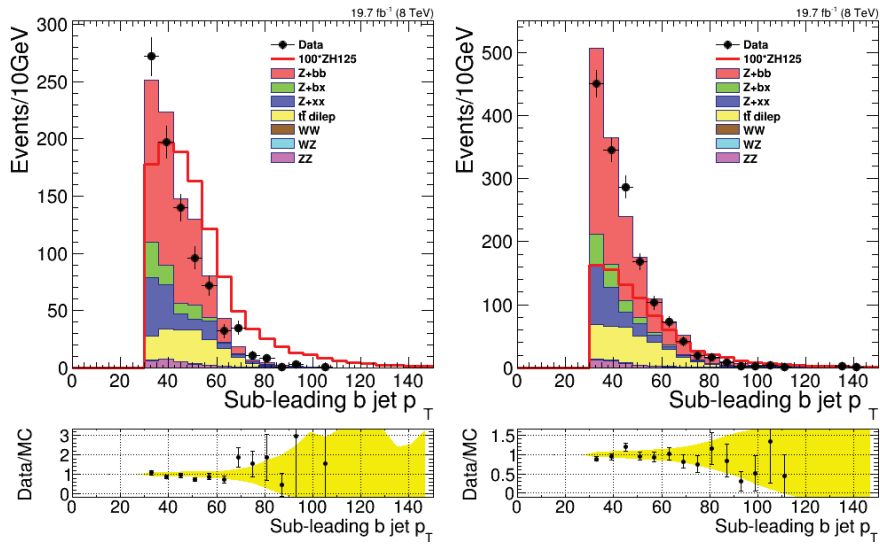 19.7 fb-1 (8 TeV)
Events/10GeV
300
250
200
150
100
50
0
Data
100*ZH125
Z+bb
Z+bx
Z+xx
tt̄ dilep
WW
WZ
ZZ
0 20 40 60 80 100 120 140
Sub-leading b jet pT
Data/MC
3
2
1
0
0 20 40 60 80 100 120 140
Sub-leading b jet pT
19.7 fb-1 (8 TeV)
Events/10GeV
500
400
300
200
100
0
Data
100*ZH125
Z+bb
Z+bx
Z+xx
tt̄ dilep
WW
WZ
ZZ
0 20 40 60 80 100 120 140
Sub-leading b jet pT
Data/MC
1.5
1
0.5
0
0 20 40 60 80 100 120 140
Sub-leading b jet pT